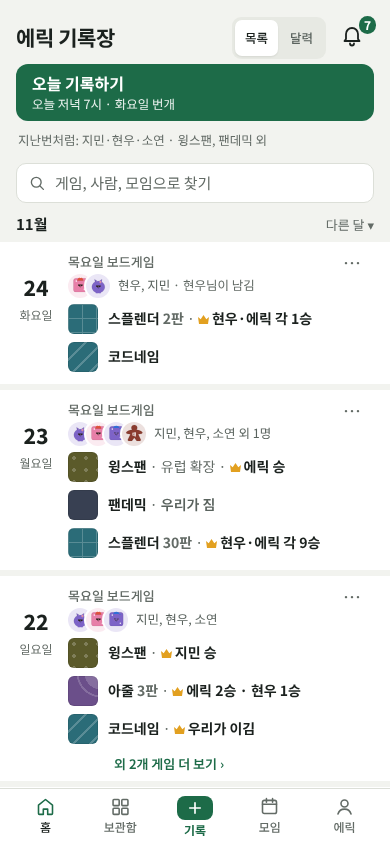 에릭 기록장
목록
달력
7
오늘 기록하기
오늘 저녁 7시 · 화요일 번개
지난번처럼: 지민·현우·소연 · 윙스팬, 팬데믹 외
게임, 사람, 모임으로 찾기
11월
다른 달 ▾
24
화요일
목요일 보드게임
현우, 지민 · 현우님이 남김
스플렌더 2판 · 현우·에릭 각 1승
코드네임
23
월요일
목요일 보드게임
지민, 현우, 소연 외 1명
윙스팬 · 유럽 확장 · 에릭 승
팬데믹 · 우리가 짐
스플렌더 30판 · 현우·에릭 각 9승
22
일요일
목요일 보드게임
지민, 현우, 소연
윙스팬 · 지민 승
아줄 3판 · 에릭 2승 · 현우 1승
코드네임 · 우리가 이김
외 2개 게임 더 보기 ›
홈
보관함
기록
모임
에릭